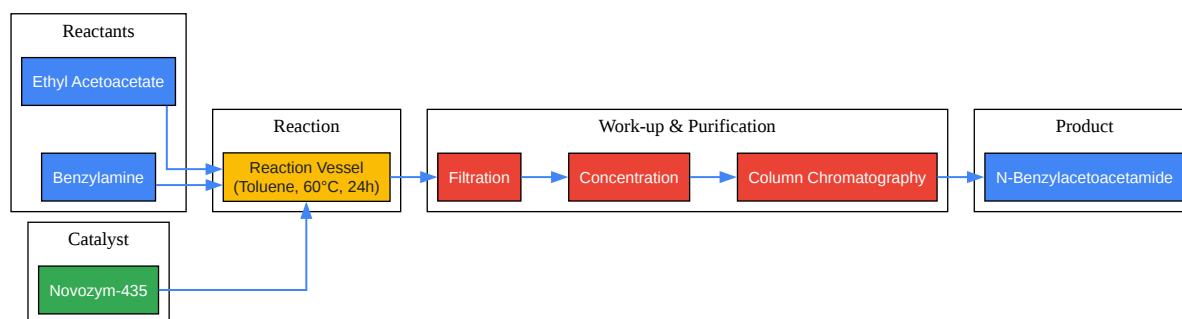 Reactants
Ethyl Acetoacetate
Benzylamine
Catalyst
Novozym-435
Reaction
Reaction Vessel
(Toluene, 60°C, 24h)
Work-up & Purification
Filtration
Concentration
Column Chromatography
Product
N-Benzylacetoacetamide